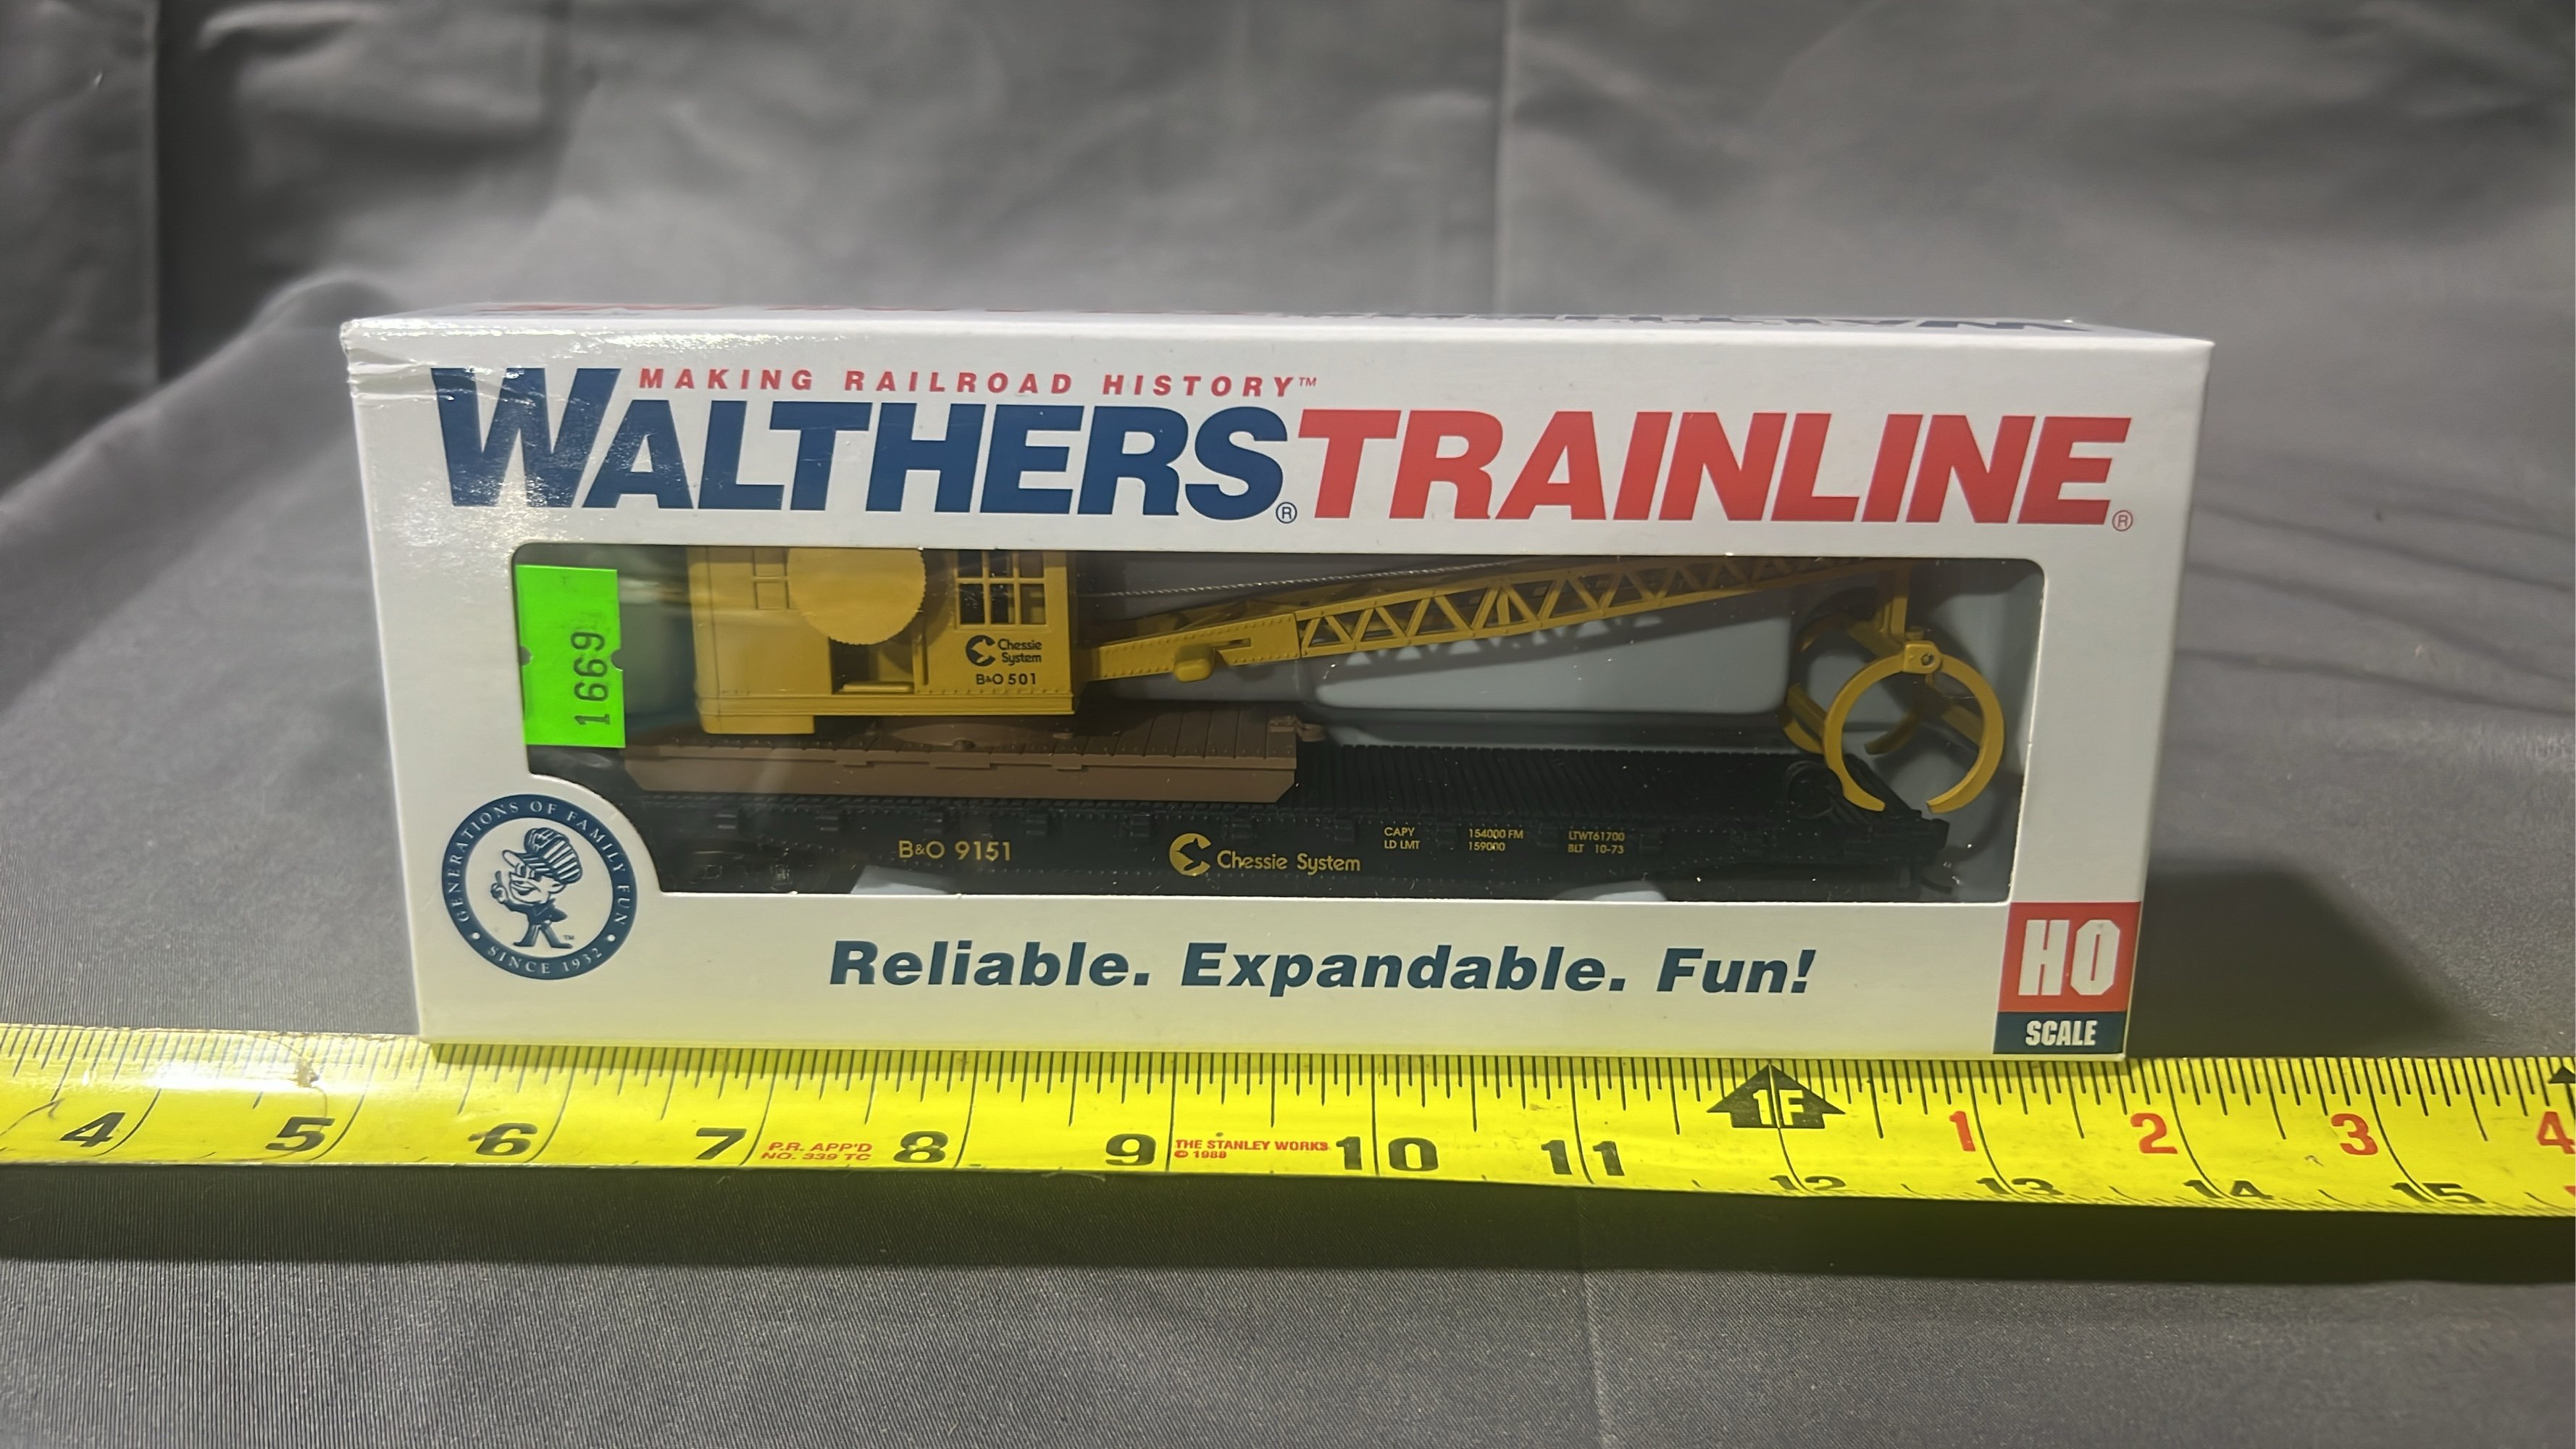 MAKING RAILROAD HISTORY™
WALTHERS®TRAINLINE®
1669
Chessie
System
B&O 501
B&O 9151
Chessie System
CAPY 154000 FM LTWT 61700
LD LMT 159000 BLT 10-73
GENERATIONS OF FAMILY FUN
• SINCE 1932 •
™
Reliable. Expandable. Fun!
HO
SCALE
4 5 6 7 8 9 10 11 1F 1 2 3 4
P.R. APP'D
NO. 339 TC
THE STANLEY WORKS
© 1988
12 13 14 15